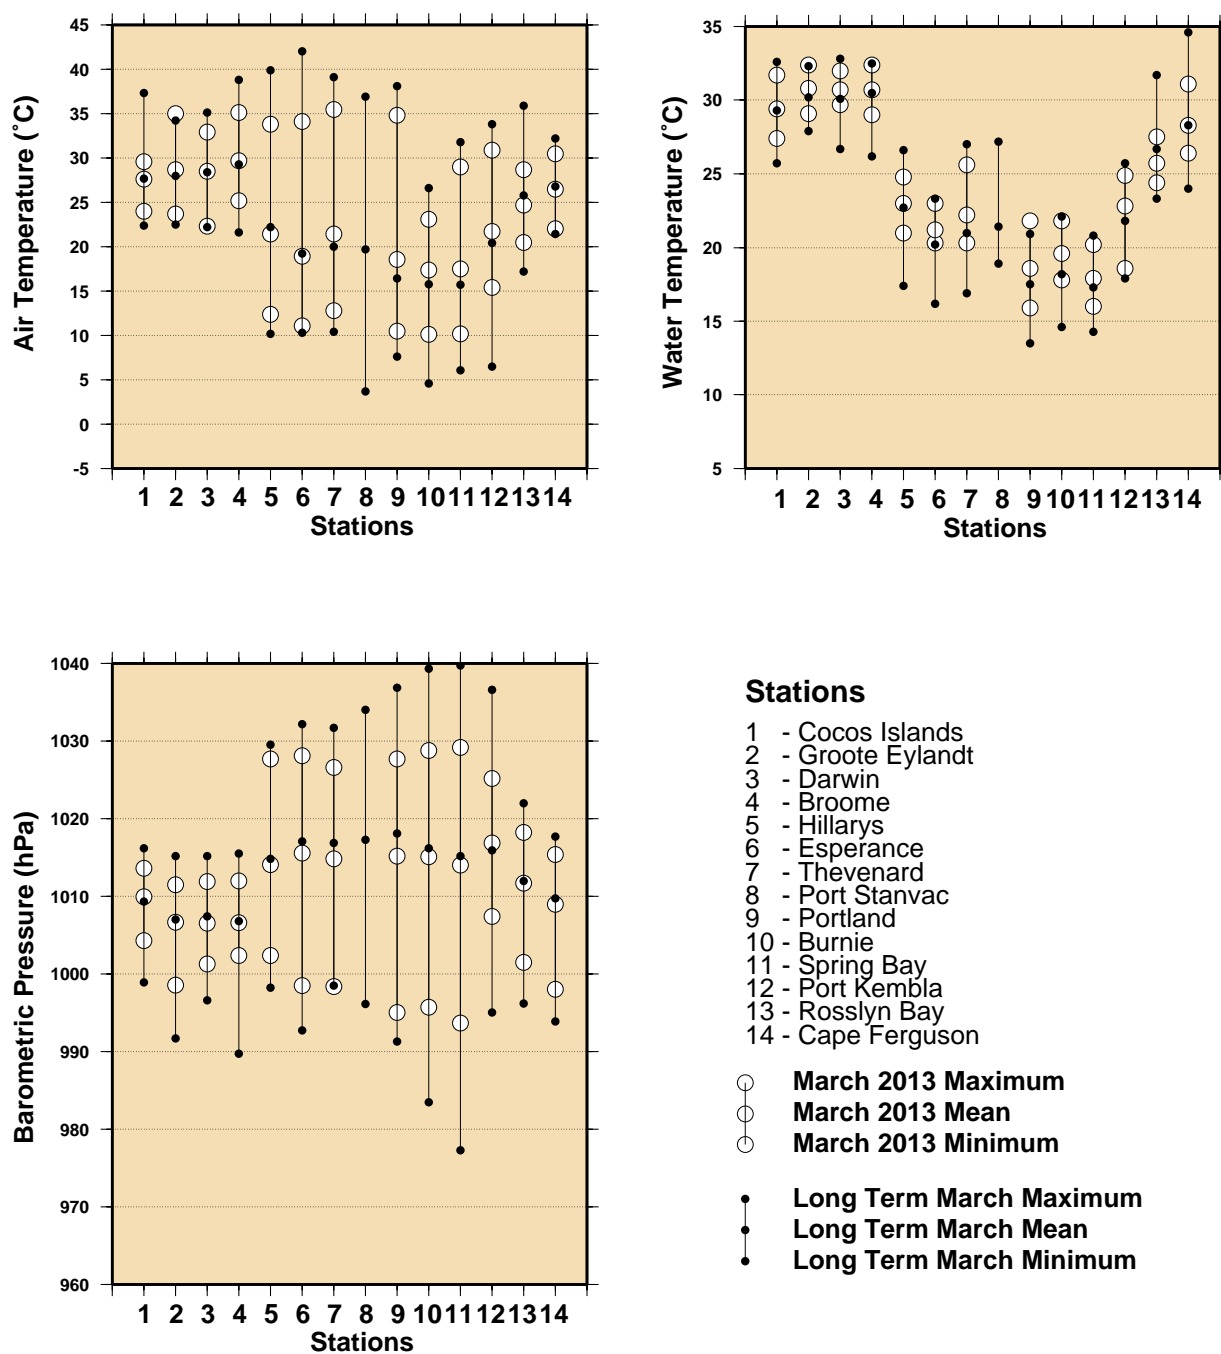 45
40
35
30
25
20
15
10
5
0
-5
Air Temperature (˚C)
1 2 3 4 5 6 7 8 9 10 11 12 13 14
Stations
35
30
25
20
15
10
5
Water Temperature (˚C)
1 2 3 4 5 6 7 8 9 10 11 12 13 14
Stations
1040
1030
1020
1010
1000
990
980
970
960
Barometric Pressure (hPa)
1 2 3 4 5 6 7 8 9 10 11 12 13 14
Stations
Stations
1 - Cocos Islands
2 - Groote Eylandt
3 - Darwin
4 - Broome
5 - Hillarys
6 - Esperance
7 - Thevenard
8 - Port Stanvac
9 - Portland
10 - Burnie
11 - Spring Bay
12 - Port Kembla
13 - Rosslyn Bay
14 - Cape Ferguson
March 2013 Maximum
March 2013 Mean
March 2013 Minimum
Long Term March Maximum
Long Term March Mean
Long Term March Minimum